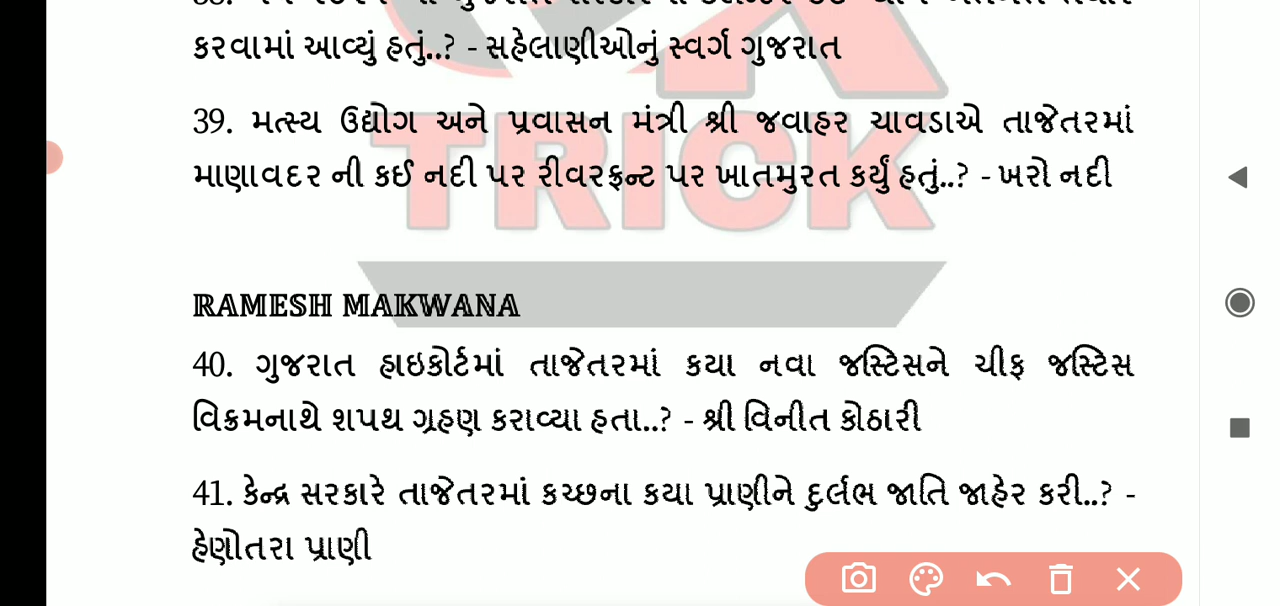 કરવામાં આવ્યું હતું..? - સહેલાણીઓનું સ્વર્ગ ગુજરાત
39. મત્સ્ય ઉદ્યોગ અને પ્રવાસન મંત્રી શ્રી જવાહર ચાવડાએ તાજેતરમાં
માણાવદર ની કઈ નદી પર રીવરફ્રન્ટ પર ખાતમુરત કર્યું હતું..? - ખરો નદી
TRICK
RAMESH MAKWANA
40. ગુજરાત હાઇકોર્ટમાં તાજેતરમાં કયા નવા જસ્ટિસને ચીફ જસ્ટિસ
વિક્રમનાથે શપથ ગ્રહણ કરાવ્યા હતા..? - શ્રી વિનીત કોઠારી
41. કેન્દ્ર સરકારે તાજેતરમાં કચ્છના કયા પ્રાણીને દુર્લભ જાતિ જાહેર કરી..? -
હેણોતરા પ્રાણી